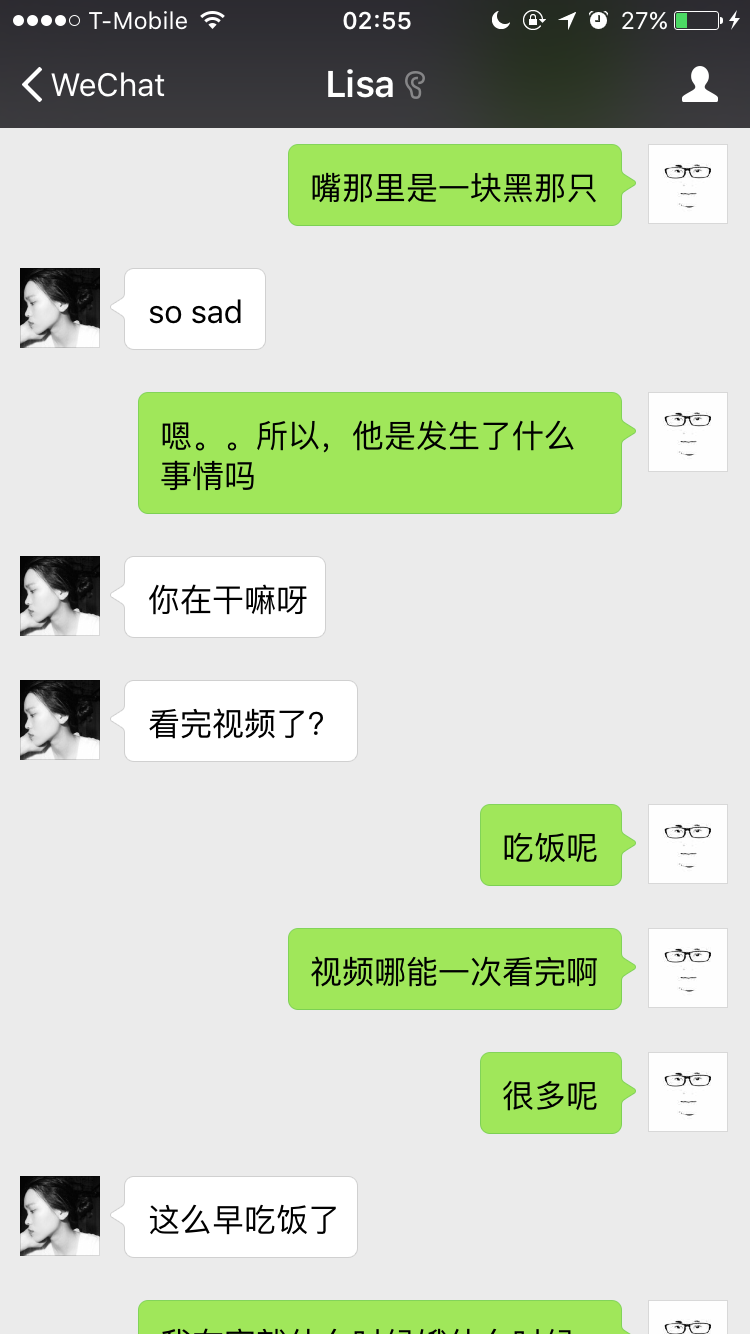 T-Mobile 02:55 27%
WeChat Lisa
嘴那里是一块黑那只
so sad
嗯。。所以，他是发生了什么
事情吗
你在干嘛呀
看完视频了？
吃饭呢
视频哪能一次看完啊
很多呢
这么早吃饭了